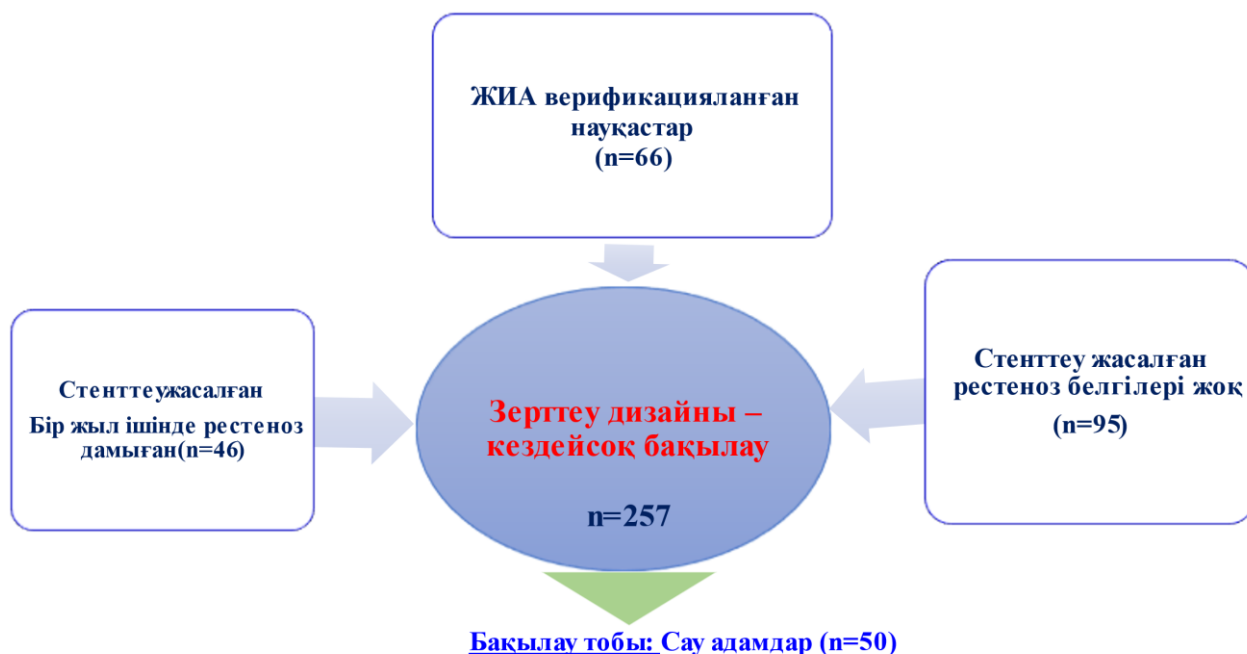 ЖИА верификацияланған
науқастар
(n=66)
Стенттеужасалған
Бір жыл ішінде рестеноз
дамыған(n=46)
Зерттеу дизайны –
кездейсоқ бақылау
n=257
Стенттеу жасалған
рестеноз белгілері жоқ
(n=95)
Бақылау тобы: Сау адамдар (n=50)